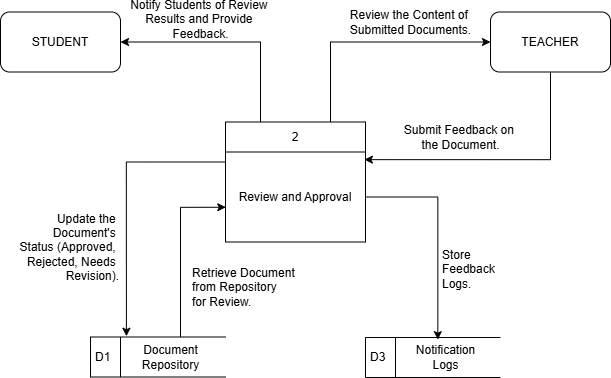 Notify Students of Review
Results and Provide
Feedback.
Review the Content of
Submitted Documents.
STUDENT
TEACHER
2
Submit Feedback on
the Document.
Review and Approval
Update the
Document's
Status (Approved,
Rejected, Needs
Revision).
Retrieve Document
from Repository
for Review.
Store
Feedback
Logs.
D1
Document
Repository
D3
Notification
Logs